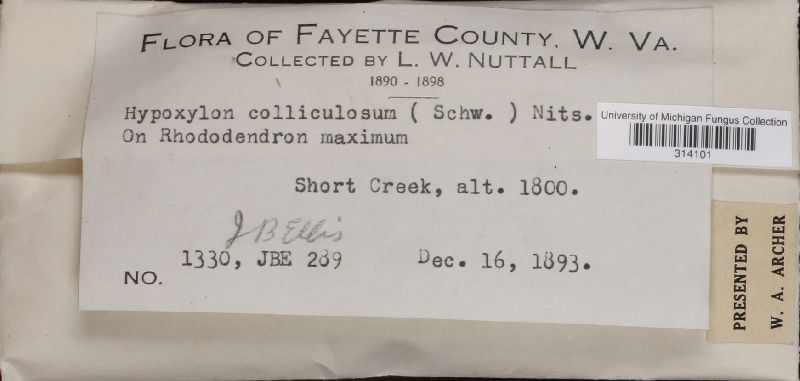 FLORA OF FAYETTE COUNTY, W. VA.
COLLECTED BY L. W. NUTTALL
1890 - 1898
Hypoxylon colliculosum ( Schw. ) Nits.
On Rhododendron maximum
Short Creek, alt. 1800.
J B Ellis
1330, JBE 289
Dec. 16, 1893.
NO.
University of Michigan Fungus Collection
314101
PRESENTED BY
W. A. ARCHER